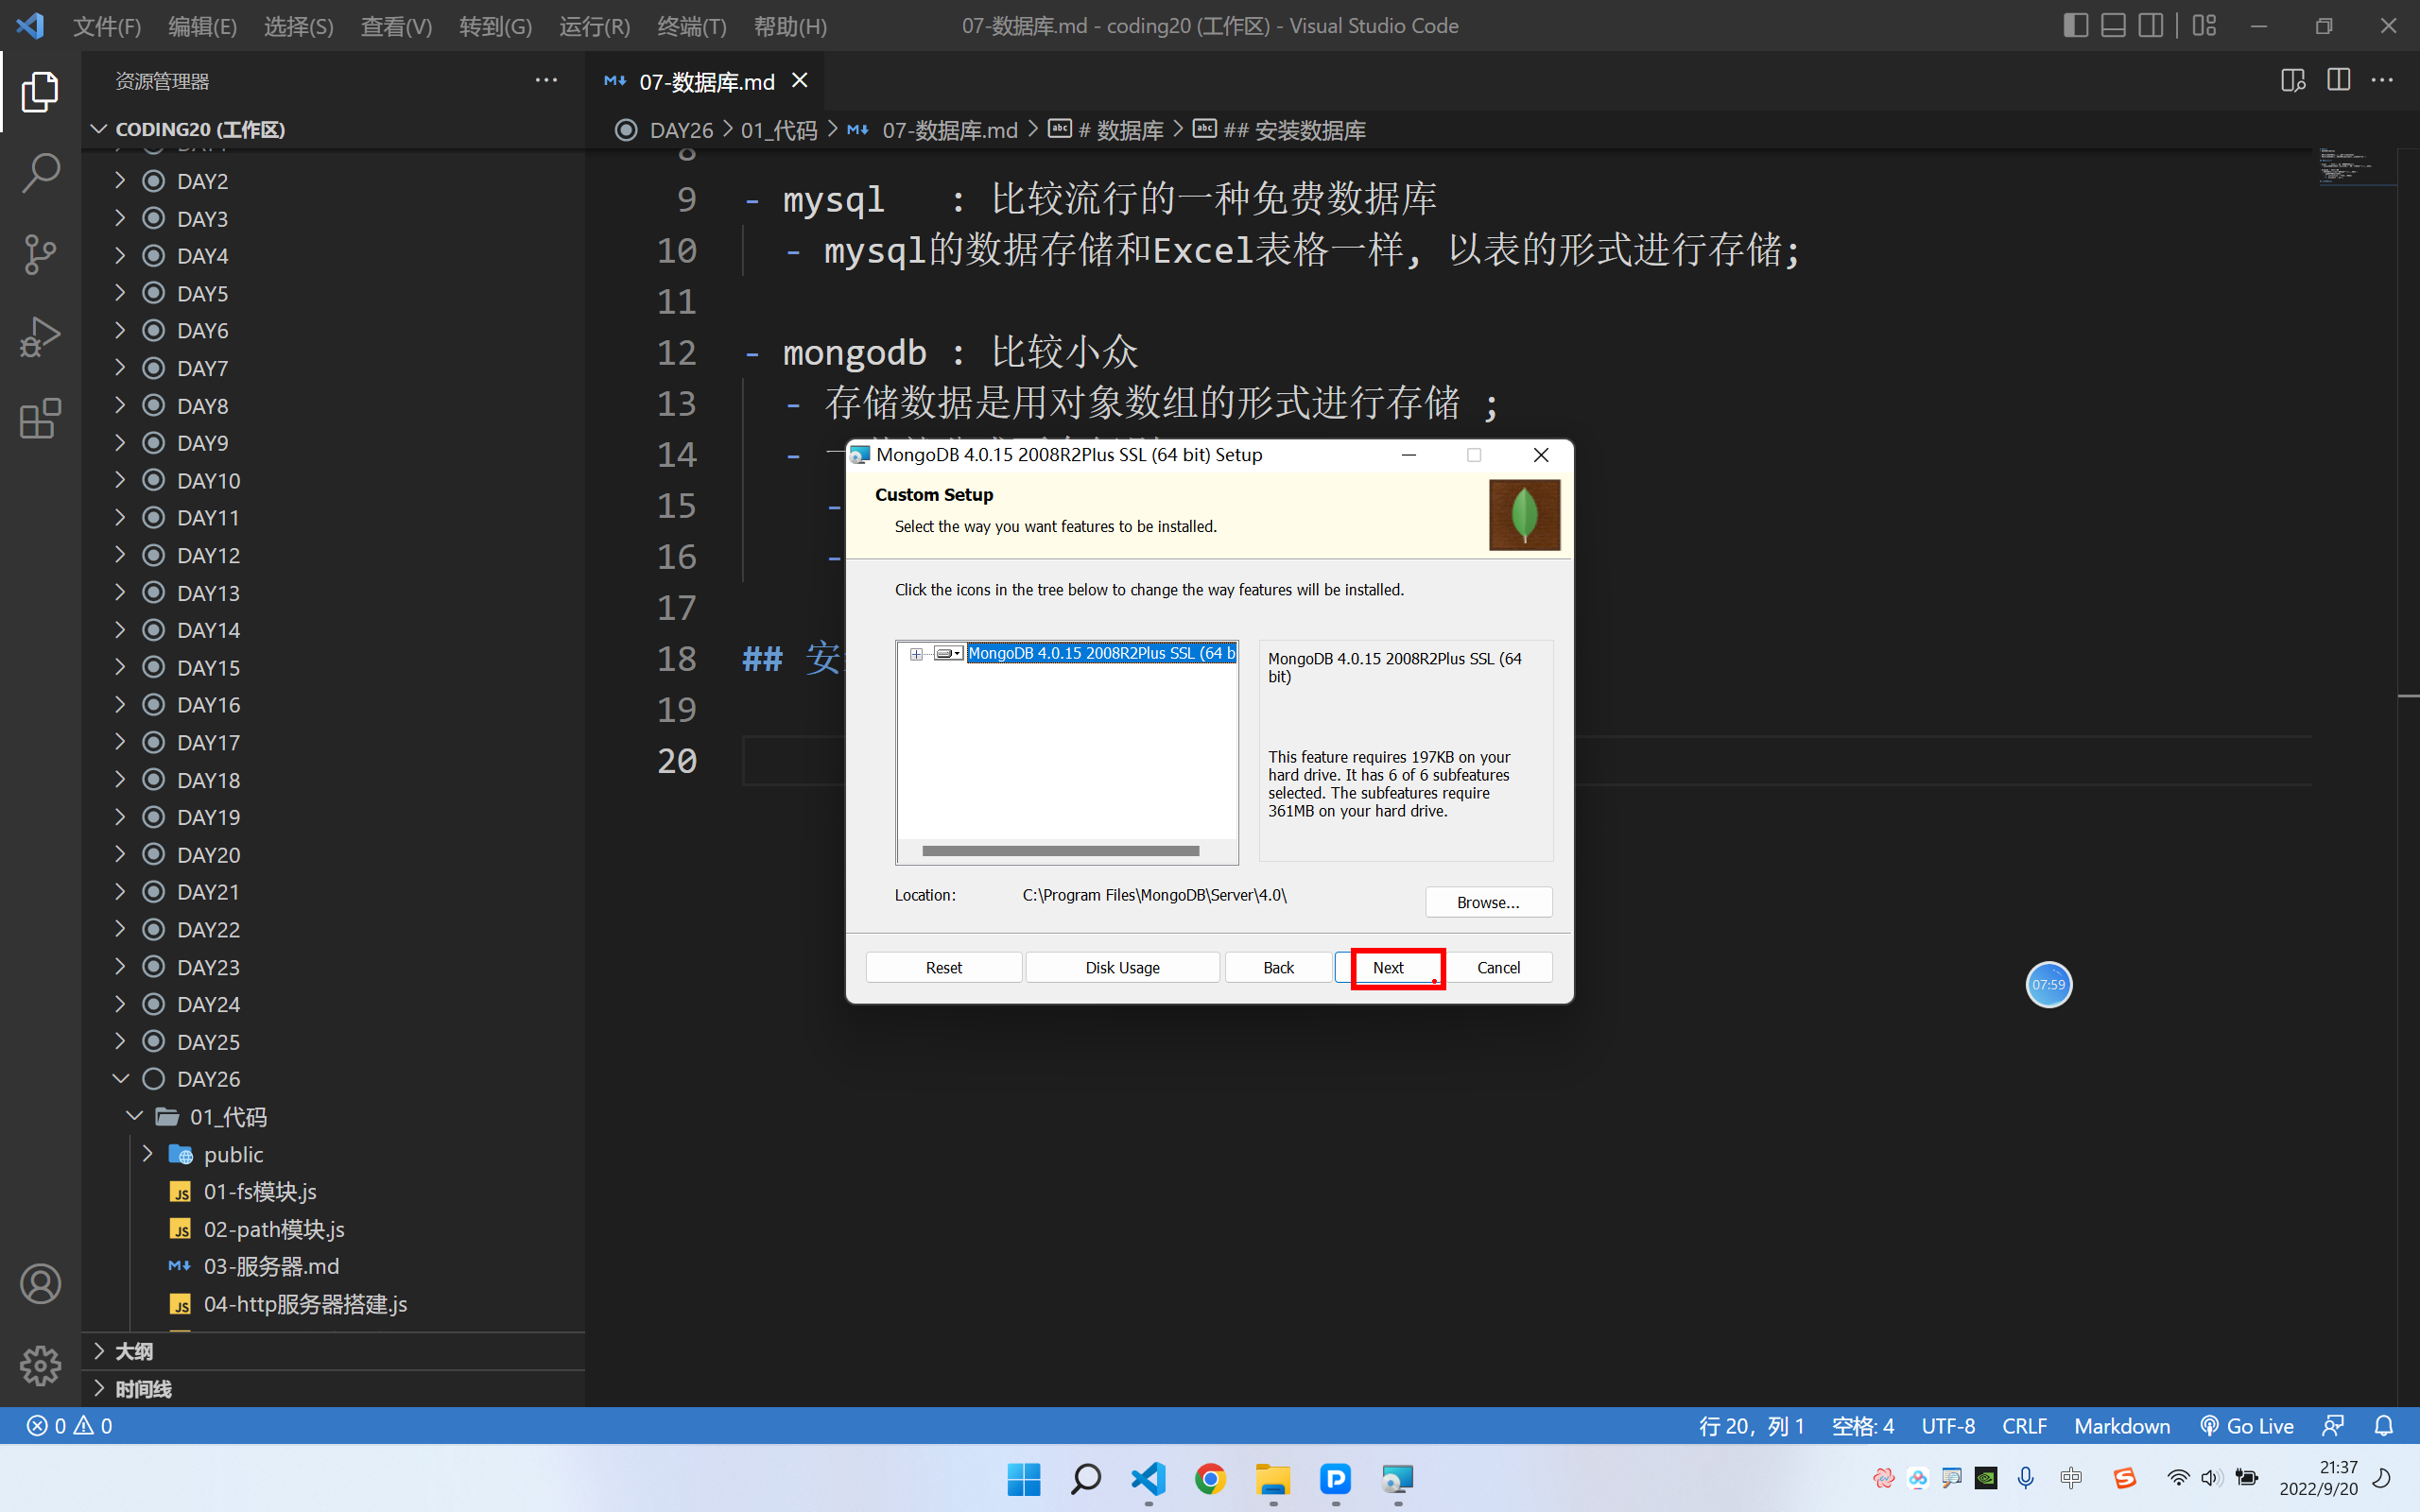 文件(F) 编辑(E) 选择(S) 查看(V) 转到(G) 运行(R) 终端(T) 帮助(H) 07-数据库.md - coding20 (工作区) - Visual Studio Code
资源管理器
07-数据库.md
CODING20 (工作区)
DAY26 > 01_代码 > 07-数据库.md > # 数据库 > ## 安装数据库
DAY2
DAY3
DAY4
DAY5
DAY6
DAY7
DAY8
DAY9
DAY10
DAY11
DAY12
DAY13
DAY14
DAY15
DAY16
DAY17
DAY18
DAY19
DAY20
DAY21
DAY22
DAY23
DAY24
DAY25
DAY26
01_代码
public
01-fs模块.js
02-path模块.js
03-服务器.md
04-http服务器搭建.js
大纲
时间线
8
9 - mysql : 比较流行的一种免费数据库
10 - mysql的数据存储和Excel表格一样, 以表的形式进行存储;
11
12 - mongodb : 比较小众
13 - 存储数据是用对象数组的形式进行存储 ;
14 -
15 -
16 -
17
18 ## 安
19
20
MongoDB 4.0.15 2008R2Plus SSL (64 bit) Setup
Custom Setup
Select the way you want features to be installed.
Click the icons in the tree below to change the way features will be installed.
MongoDB 4.0.15 2008R2Plus SSL (64 b
MongoDB 4.0.15 2008R2Plus SSL (64
bit)
This feature requires 197KB on your
hard drive. It has 6 of 6 subfeatures
selected. The subfeatures require
361MB on your hard drive.
Location: C:\Program Files\MongoDB\Server\4.0\
Browse...
Reset Disk Usage Back Next Cancel
07:59
0 0 行 20，列 1 空格: 4 UTF-8 CRLF Markdown Go Live
中
21:37
2022/9/20